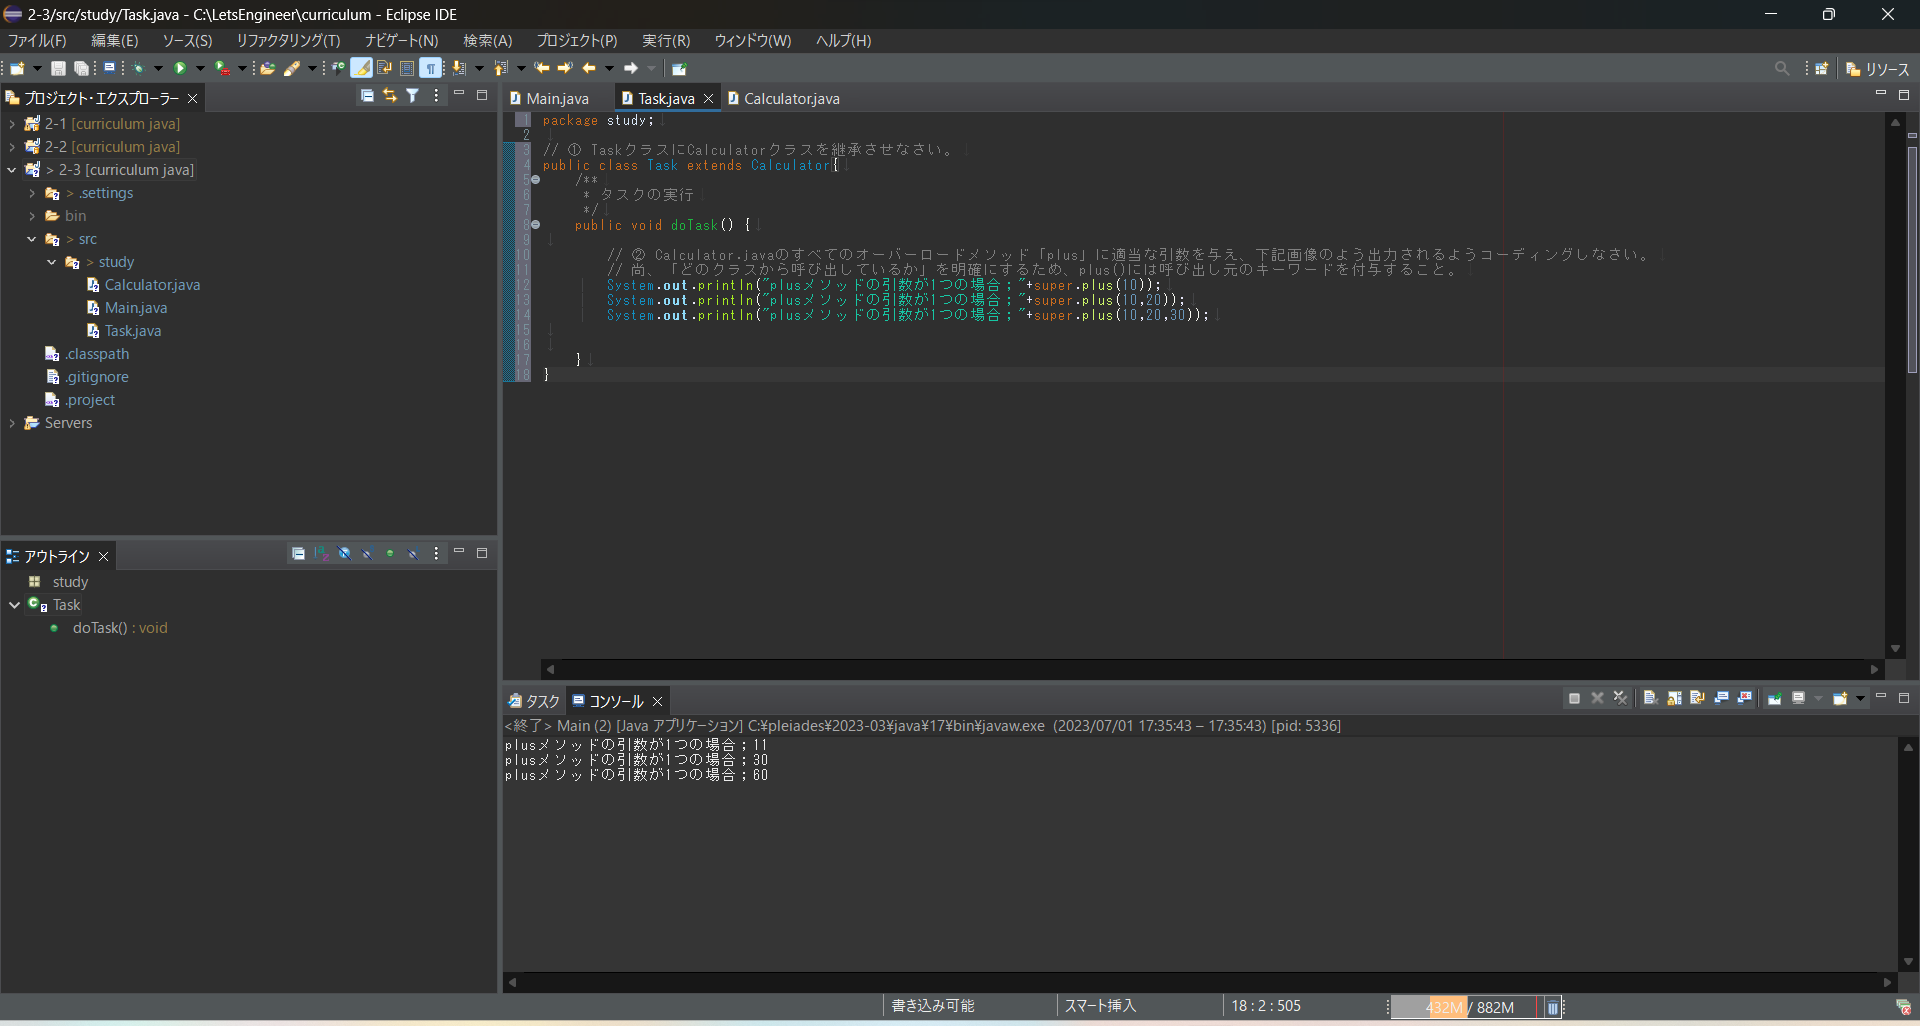 2-3/src/study/Task.java - C:\LetsEngineer\curriculum - Eclipse IDE
ファイル(F) 編集(E) ソース(S) リファクタリング(T) ナビゲート(N) 検索(A) プロジェクト(P) 実行(R) ウィンドウ(W) ヘルプ(H)
リソース
プロジェクト・エクスプローラー
2-1 [curriculum java]
2-2 [curriculum java]
> 2-3 [curriculum java]
> .settings
bin
> src
> study
Calculator.java
Main.java
Task.java
.classpath
.gitignore
.project
Servers
アウトライン
study
Task
doTask() : void
Main.java Task.java Calculator.java
1 package study;
2
3 // ① TaskクラスにCalculatorクラスを継承させなさい。
4 public class Task extends Calculator{
5 /**
6 * タスクの実行
7 */
8 public void doTask() {
9
10 // ② Calculator.javaのすべてのオーバーロードメソッド「plus」に適当な引数を与え、下記画像のよう出力されるようコーディングしなさい。
11 // 尚、「どのクラスから呼び出しているか」を明確にするため、plus()には呼び出し元のキーワードを付与すること。
12 System.out.println("plusメソッドの引数が1つの場合；"+super.plus(10));
13 System.out.println("plusメソッドの引数が1つの場合；"+super.plus(10,20));
14 System.out.println("plusメソッドの引数が1つの場合；"+super.plus(10,20,30));
15
16
17 }
18 }
タスク コンソール
<終了> Main (2) [Java アプリケーション] C:¥pleiades¥2023-03¥java¥17¥bin¥javaw.exe (2023/07/01 17:35:43 – 17:35:43) [pid: 5336]
plusメソッドの引数が1つの場合；11
plusメソッドの引数が1つの場合；30
plusメソッドの引数が1つの場合；60
書き込み可能 スマート挿入 18 : 2 : 505 432M / 882M